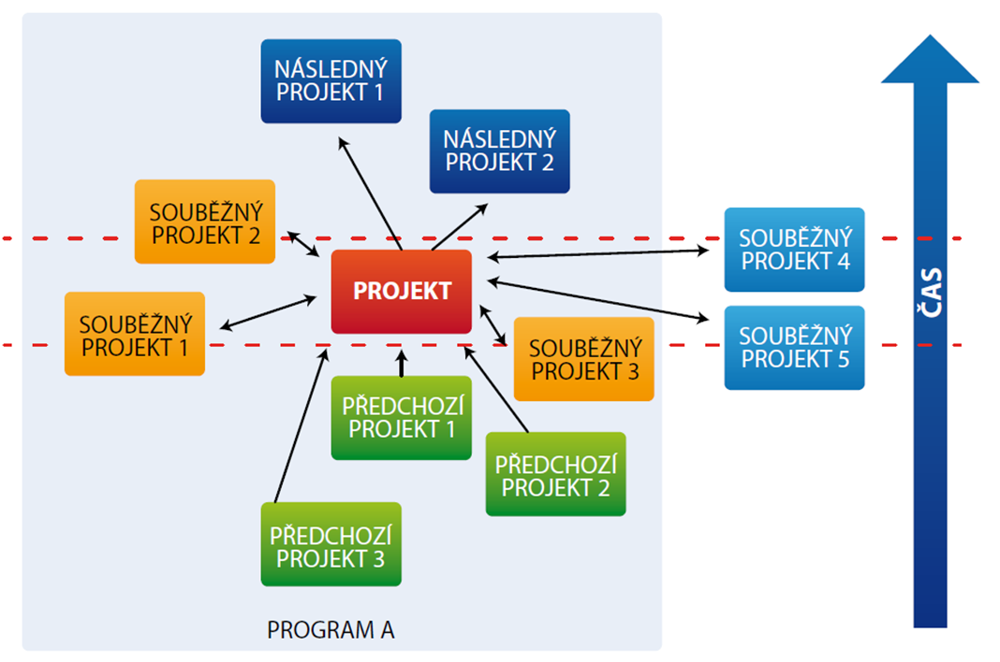 NÁSLEDNÝ
PROJEKT 1
NÁSLEDNÝ
PROJEKT 2
SOUBĚŽNÝ
PROJEKT 2
SOUBĚŽNÝ
PROJEKT 4
PROJEKT
ČAS
SOUBĚŽNÝ
PROJEKT 1
SOUBĚŽNÝ
PROJEKT 5
SOUBĚŽNÝ
PROJEKT 3
PŘEDCHOZÍ
PROJEKT 1
PŘEDCHOZÍ
PROJEKT 2
PŘEDCHOZÍ
PROJEKT 3
PROGRAM A